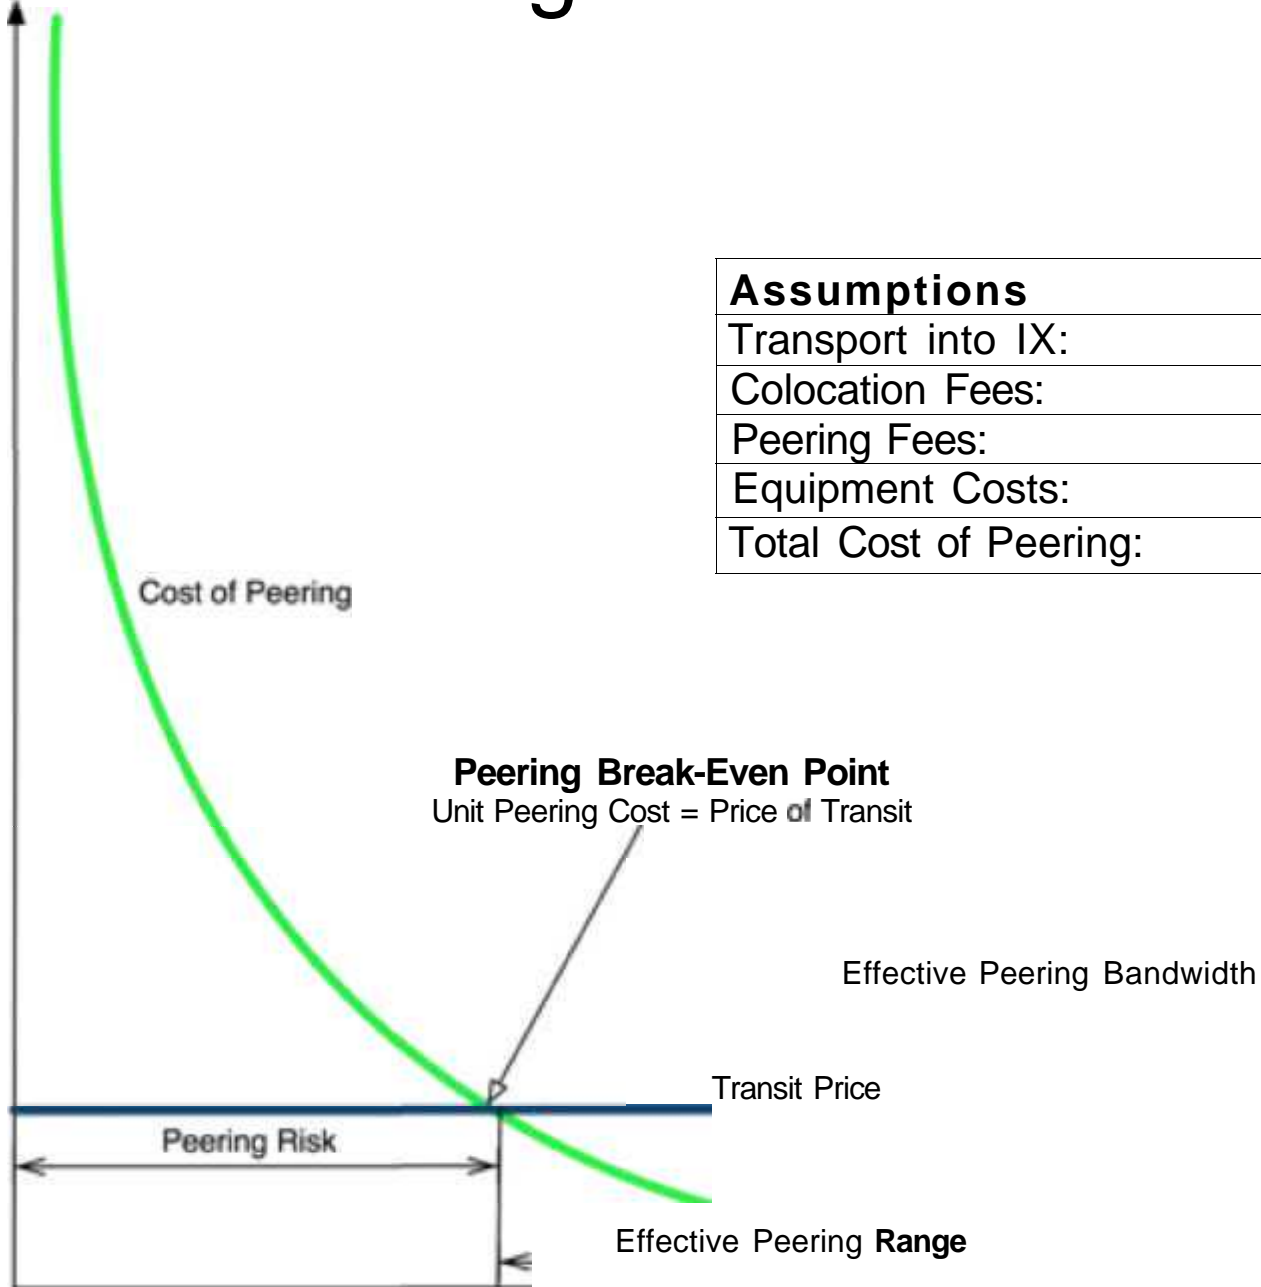 g
Assumptions
Transport into IX:
Colocation Fees:
Peering Fees:
Equipment Costs:
Total Cost of Peering:
Cost of Peering
Peering Break-Even Point
Unit Peering Cost = Price of Transit
Effective Peering Bandwidth
Transit Price
Peering Risk
Effective Peering Range